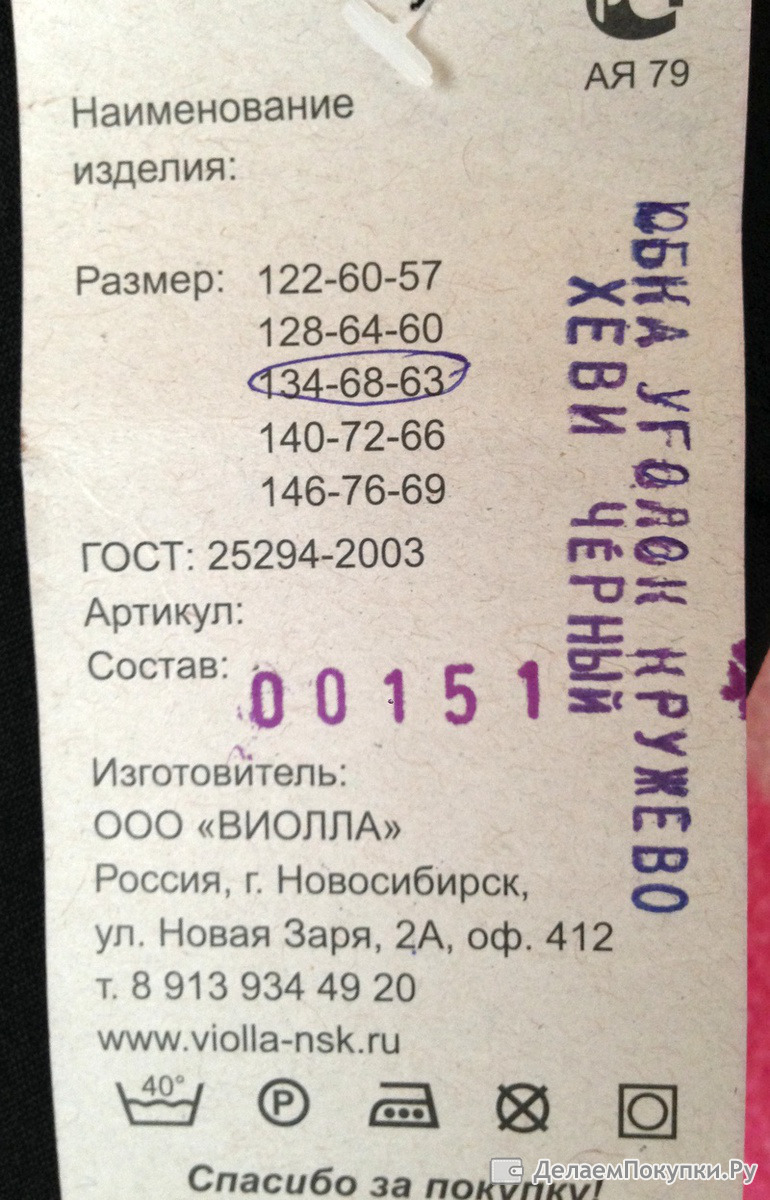 АЯ 79
Наименование
изделия:
Размер: 122-60-57
128-64-60
134-68-63
140-72-66
146-76-69
ГОСТ: 25294-2003
Артикул:
Состав:
00151
ЮБКА УГОЛОК КРУЖЕВО
ХЕВИ ЧЁРНЫЙ
Изготовитель:
ООО «ВИОЛЛА»
Россия, г. Новосибирск,
ул. Новая Заря, 2А, оф. 412
т. 8 913 934 49 20
www.violla-nsk.ru
40°
P
Спасибо за покупку!
ДелаемПокупки.Ру